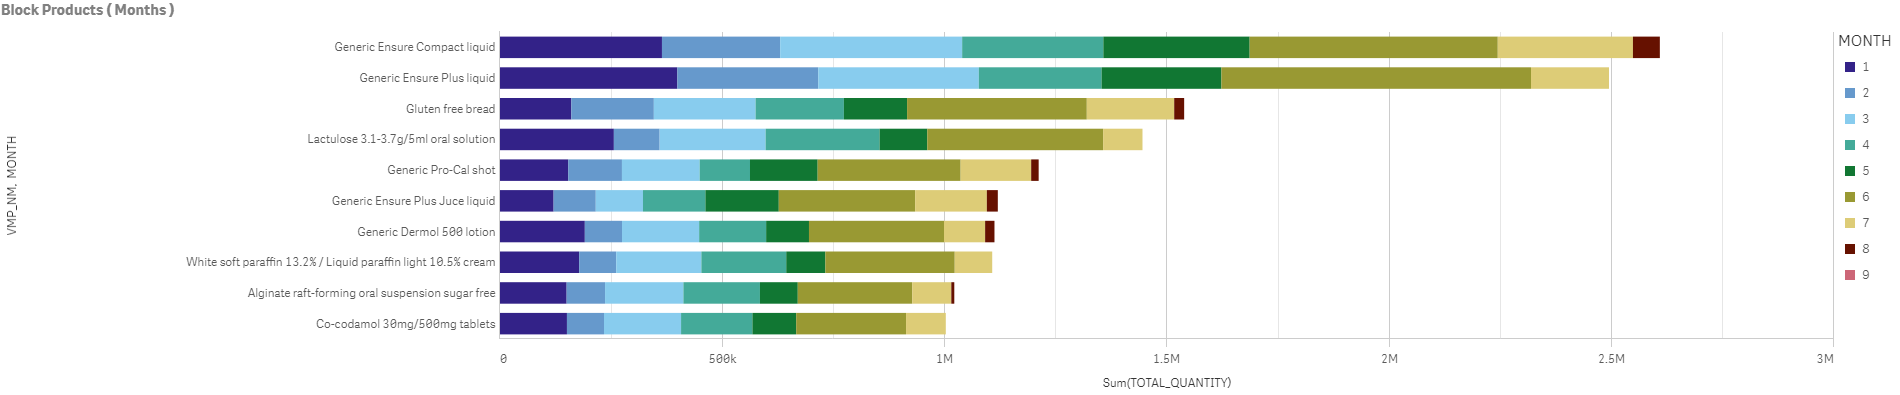 Block Products ( Months )
VMP_NM, MONTH
Generic Ensure Compact liquid
Generic Ensure Plus liquid
Gluten free bread
Lactulose 3.1-3.7g/5ml oral solution
Generic Pro-Cal shot
Generic Ensure Plus Juce liquid
Generic Dermol 500 lotion
White soft paraffin 13.2% / Liquid paraffin light 10.5% cream
Alginate raft-forming oral suspension sugar free
Co-codamol 30mg/500mg tablets
0 500k 1M 1.5M 2M 2.5M 3M
Sum(TOTAL_QUANTITY)
MONTH
1
2
3
4
5
6
7
8
9